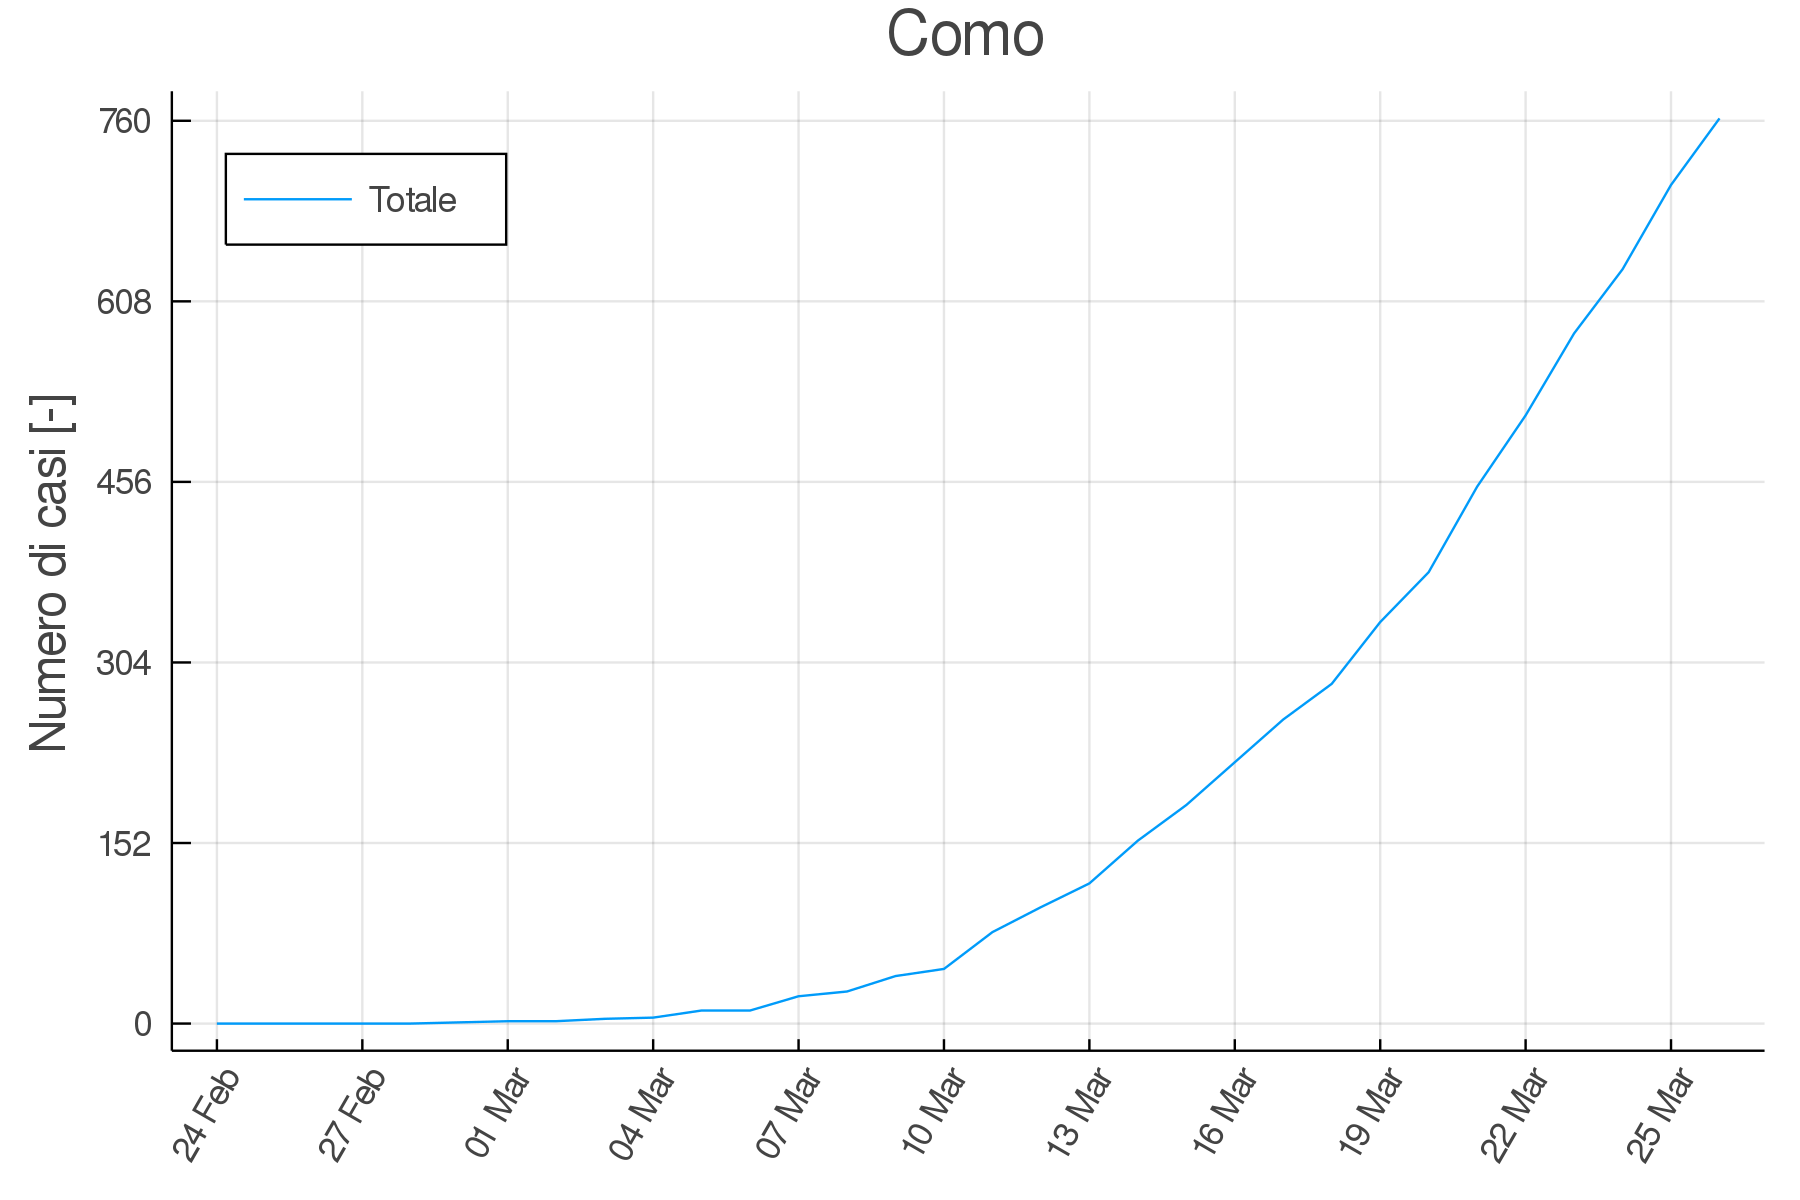 Como
760
608
456
304
152
0
Numero di casi [-]
Totale
24 Feb
27 Feb
01 Mar
04 Mar
07 Mar
10 Mar
13 Mar
16 Mar
19 Mar
22 Mar
25 Mar